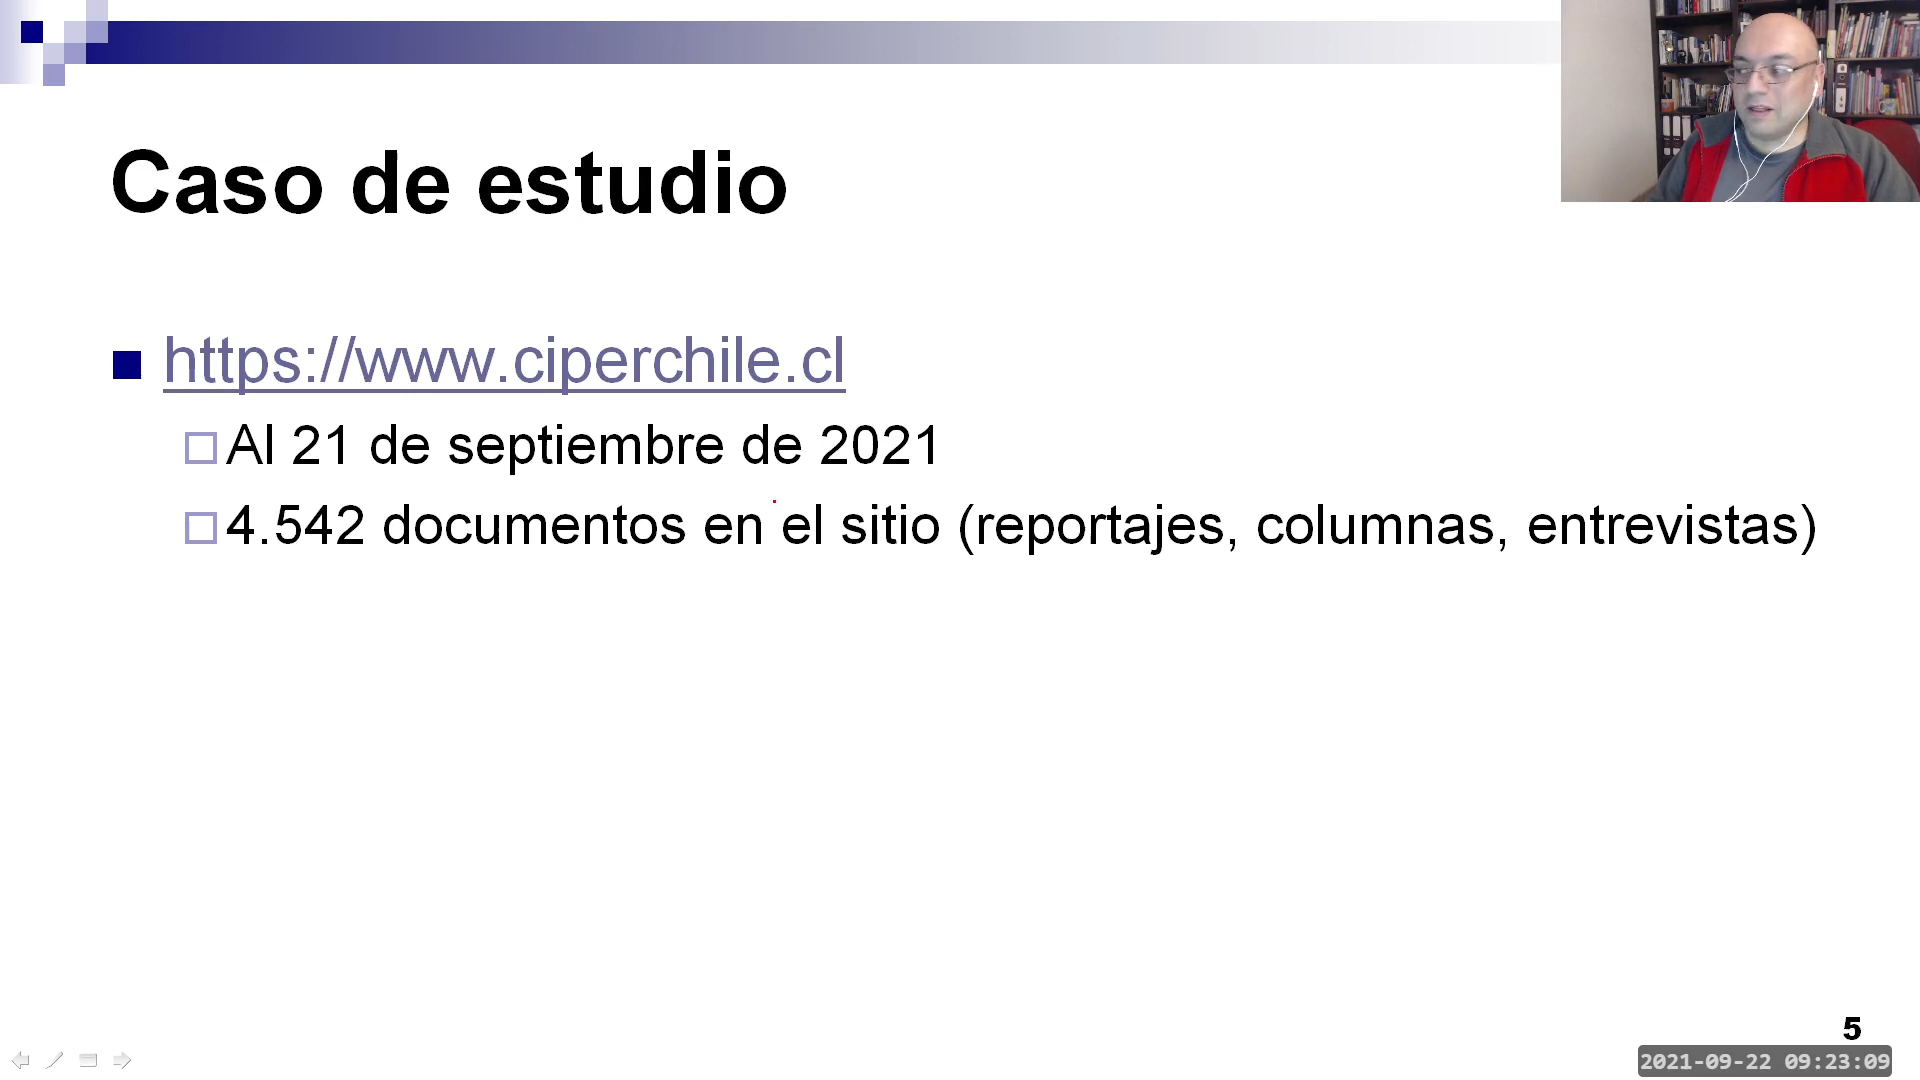 Caso de estudio
https://www.ciperchile.cl
Al 21 de septiembre de 2021
4.542 documentos en el sitio (reportajes, columnas, entrevistas)
5
2021-09-22 09:23:09